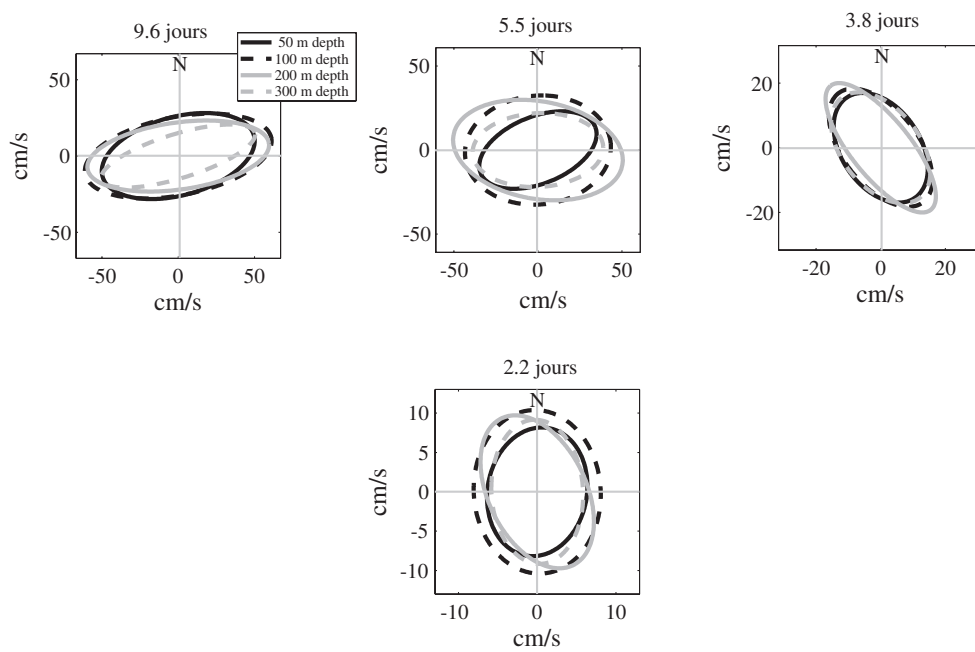 9.6 jours
N
50 m depth
100 m depth
200 m depth
300 m depth
50
0
-50
cm/s
-50 0 50
cm/s
5.5 jours
N
50
0
-50
cm/s
-50 0 50
cm/s
3.8 jours
N
20
0
-20
cm/s
-20 0 20
cm/s
2.2 jours
N
10
5
0
-5
-10
cm/s
-10 0 10
cm/s